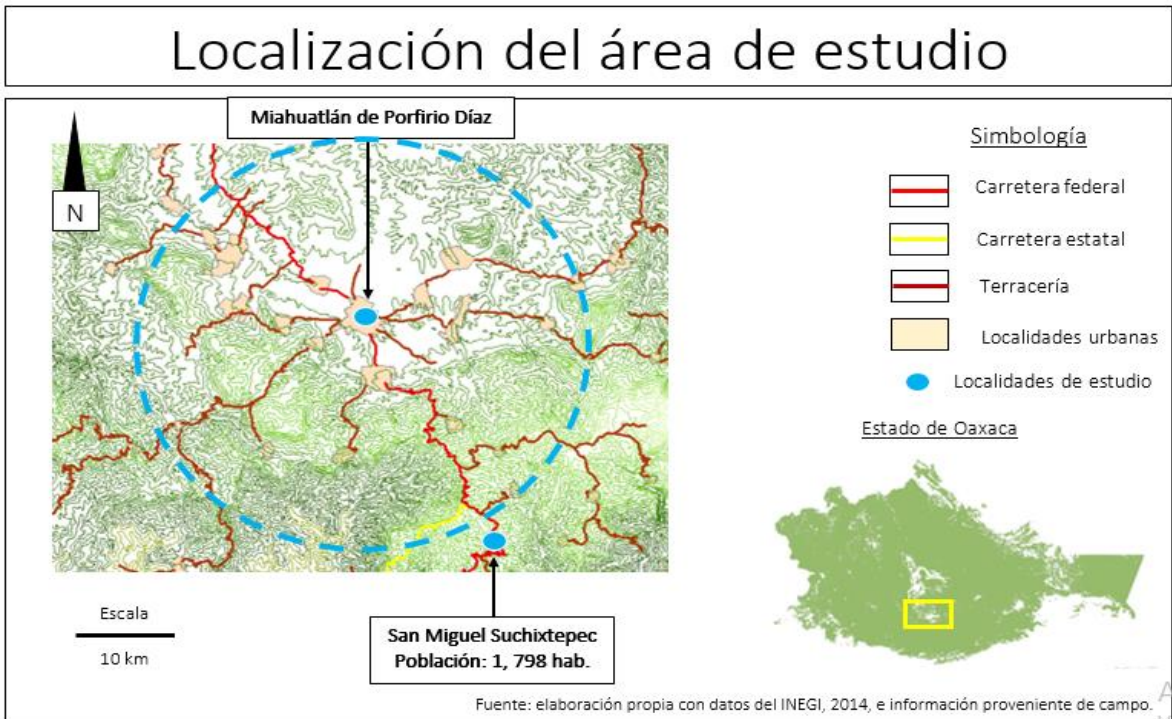 Localización del área de estudio
Miahuatlán de Porfirio Díaz
N
Simbología
Carretera federal
Carretera estatal
Terracería
Localidades urbanas
Localidades de estudio
Estado de Oaxaca
Escala
10 km
San Miguel Suchixtepec
Población: 1, 798 hab.
Fuente: elaboración propia con datos del INEGI, 2014, e información proveniente de campo.